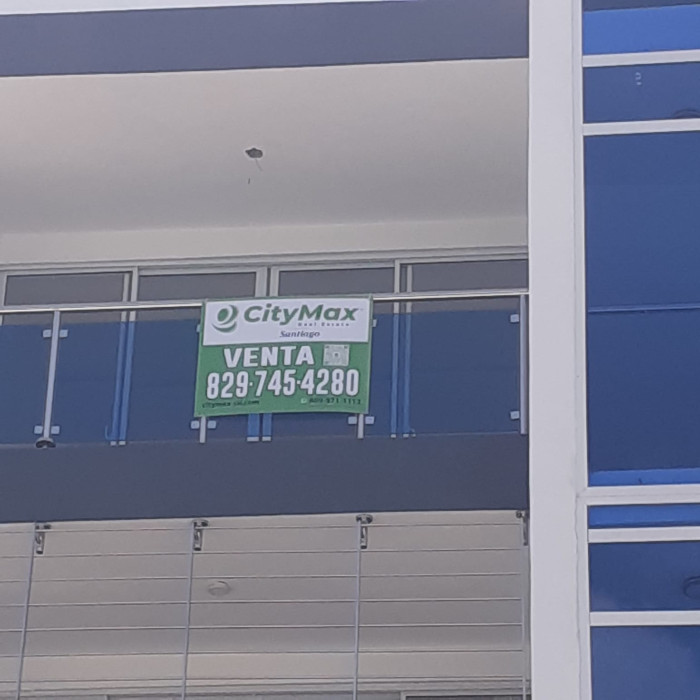 CityMax
Real Estate
Santiago
VENTA
829-745-4280